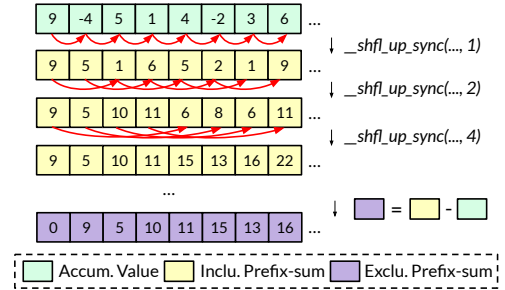 9 -4 5 1 4 -2 3 6 ...
__shfl_up_sync(..., 1)
9 5 1 6 5 2 1 9 ...
__shfl_up_sync(..., 2)
9 5 10 11 6 8 6 11 ...
__shfl_up_sync(..., 4)
9 5 10 11 15 13 16 22 ...
...
= -
0 9 5 10 11 15 13 16 ...
Accum. Value Inclu. Prefix-sum Exclu. Prefix-sum